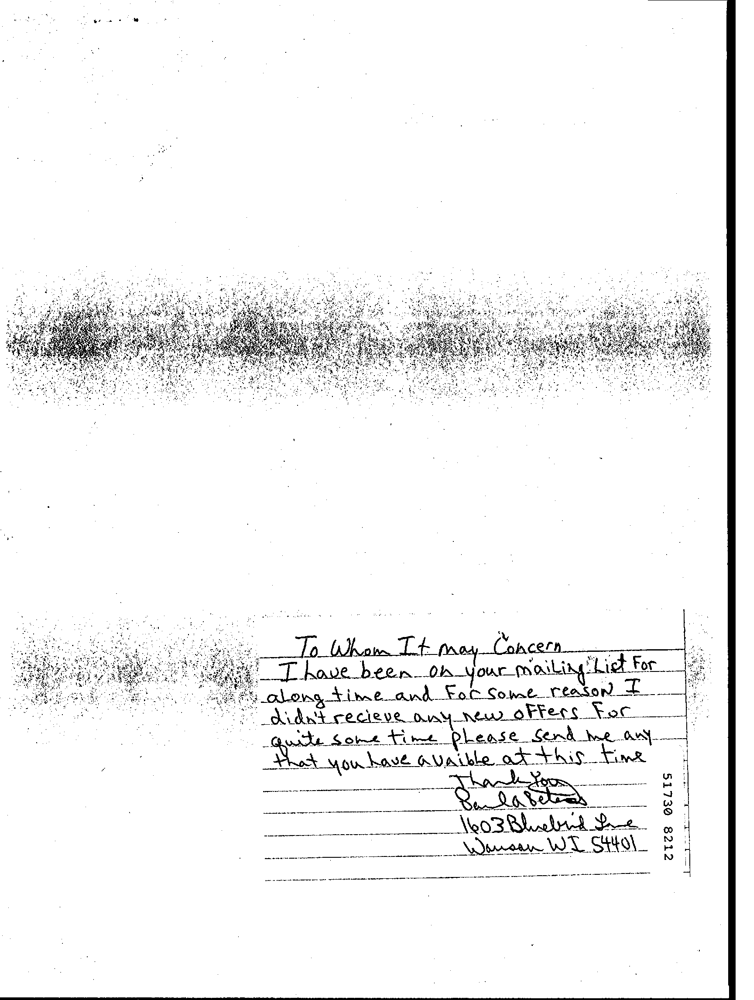 To Whom It may Concern
I have been on your mailing List For
along time and For some reason I
didn't recieve any new offers For
quite some time please send me any
that you have avaible at this time
Thank You
Paula
1603 Bluebird Lne
Wausau WI 54401
51730 8212